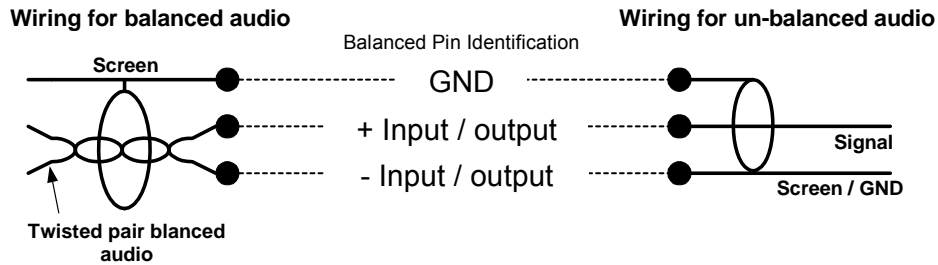 Wiring for balanced audio
Wiring for un-balanced audio
Balanced Pin Identification
Screen
GND
+ Input / output
Signal
- Input / output
Screen / GND
Twisted pair blanced
audio